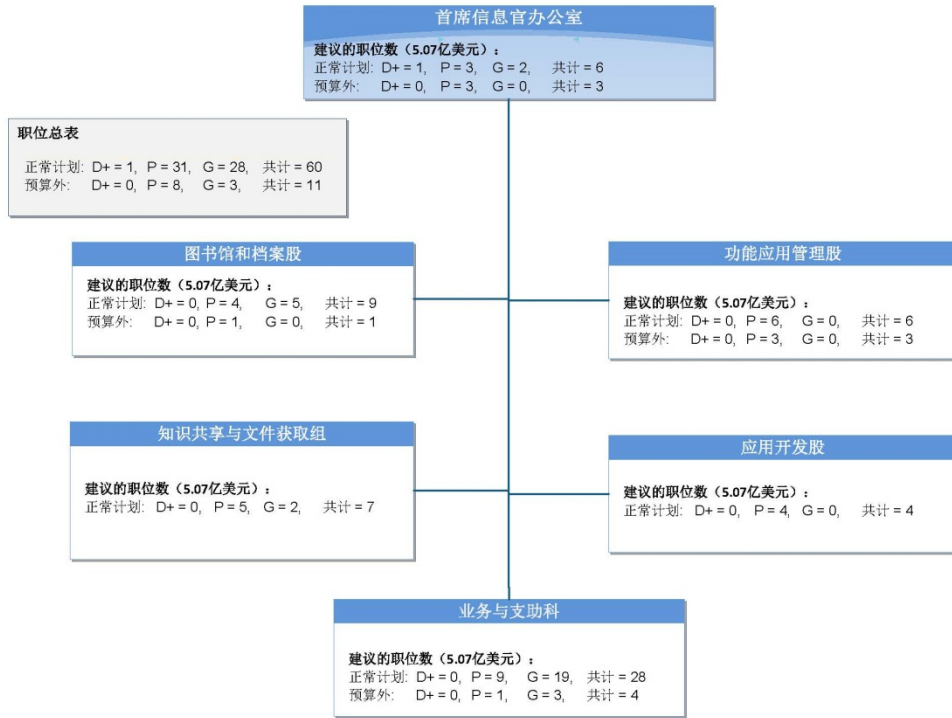 首席信息官办公室
建议的职位数（5.07亿美元）：
正常计划: D+ = 1, P = 3, G = 2, 共计 = 6
预算外: D+ = 0, P = 3, G = 0, 共计 = 3
职位总表
正常计划: D+ = 1, P = 31, G = 28, 共计 = 60
预算外: D+ = 0, P = 8, G = 3, 共计 = 11
图书馆和档案股
建议的职位数（5.07亿美元）：
正常计划: D+ = 0, P = 4, G = 5, 共计 = 9
预算外: D+ = 0, P = 1, G = 0, 共计 = 1
功能应用管理股
建议的职位数（5.07亿美元）：
正常计划: D+ = 0, P = 6, G = 0, 共计 = 6
预算外: D+ = 0, P = 3, G = 0, 共计 = 3
知识共享与文件获取组
建议的职位数（5.07亿美元）：
正常计划: D+ = 0, P = 5, G = 2, 共计 = 7
应用开发股
建议的职位数（5.07亿美元）：
正常计划: D+ = 0, P = 4, G = 0, 共计 = 4
业务与支助科
建议的职位数（5.07亿美元）：
正常计划: D+ = 0, P = 9, G = 19, 共计 = 28
预算外: D+ = 0, P = 1, G = 3, 共计 = 4